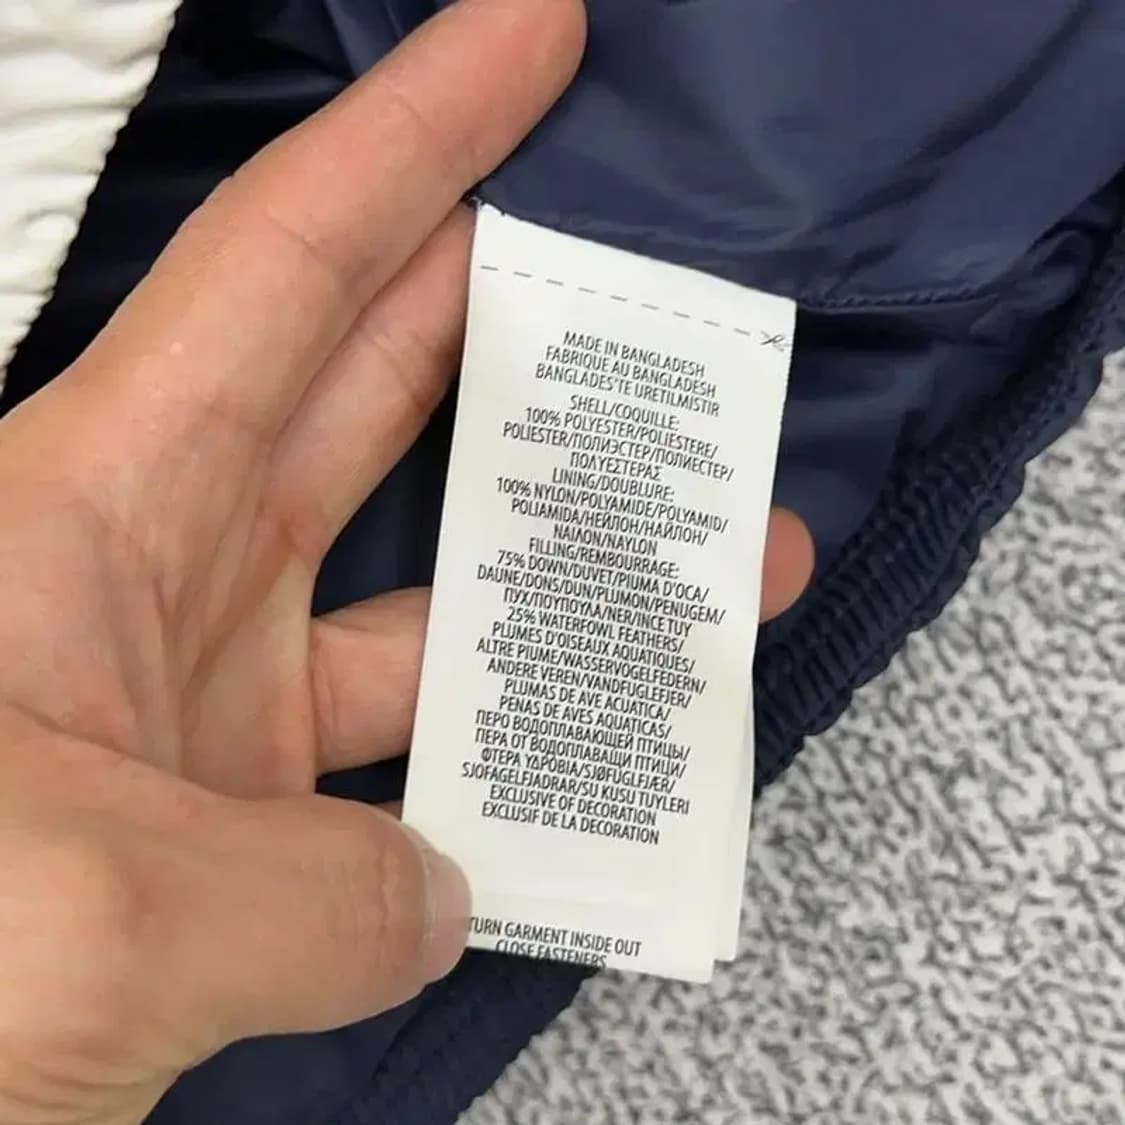 MADE IN BANGLADESH
FABRIQUE AU BANGLADESH
BANGLADES'TE URETILMISTIR
SHELL/COQUILLE:
100% POLYESTER/POLIESTERE/
POLIESTER/ПОЛИЭСТЕР/ПОЛИЕСТЕР/
ΠΟΛΥΕΣΤΕΡΑΣ
LINING/DOUBLURE:
100% NYLON/POLYAMIDE/POLYAMID/
POLIAMIDA/НЕЙЛОН/НАЙЛОН/
ΝΑΙΛΟΝ/NAYLON
FILLING/REMBOURRAGE:
75% DOWN/DUVET/PIUMA D'OCA/
DAUNE/DONS/DUN/PLUMON/PENUGEM/
ПУХ/ΠΟΥΠΟΥΛΑ/NER/INCE TUY
25% WATERFOWL FEATHERS/
PLUMES D'OISEAUX AQUATIQUES/
ALTRE PIUME/WASSERVOGELFEDERN/
ANDERE VEREN/VANDFUGLEFJER/
PLUMAS DE AVE ACUATICA/
PENAS DE AVES AQUATICAS/
ПЕРО ВОДОПЛАВАЮЩЕЙ ПТИЦЫ/
ПЕРА ОТ ВОДОПЛАВАЩИ ПТИЦИ/
ΦΤΕΡΑ ΥΔΡΟΒΙΑ/SJØFUGLFJÆR/
SJOFAGELFJADRAR/SU KUSU TUYLERI
EXCLUSIVE OF DECORATION
EXCLUSIF DE LA DECORATION
TURN GARMENT INSIDE OUT
CLOSE FASTENERS